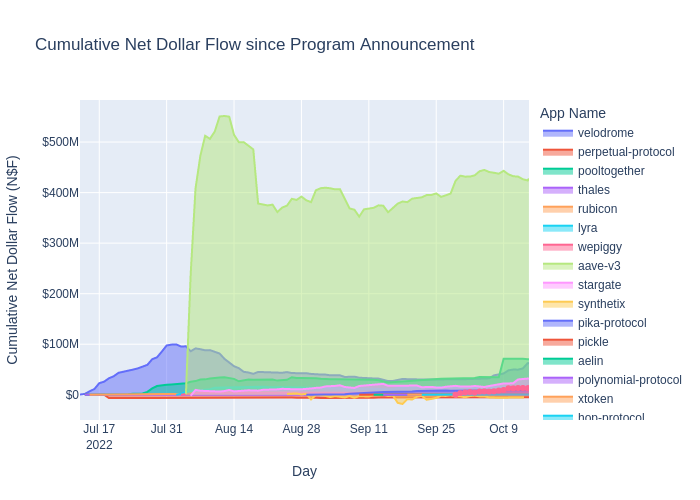 Cumulative Net Dollar Flow since Program Announcement
Cumulative Net Dollar Flow (N$F)
$500M
$400M
$300M
$200M
$100M
$0
Jul 17
2022
Jul 31
Aug 14
Aug 28
Sep 11
Sep 25
Oct 9
Day
App Name
velodrome
perpetual-protocol
pooltogether
thales
rubicon
lyra
wepiggy
aave-v3
stargate
synthetix
pika-protocol
pickle
aelin
polynomial-protocol
xtoken
hop-protocol